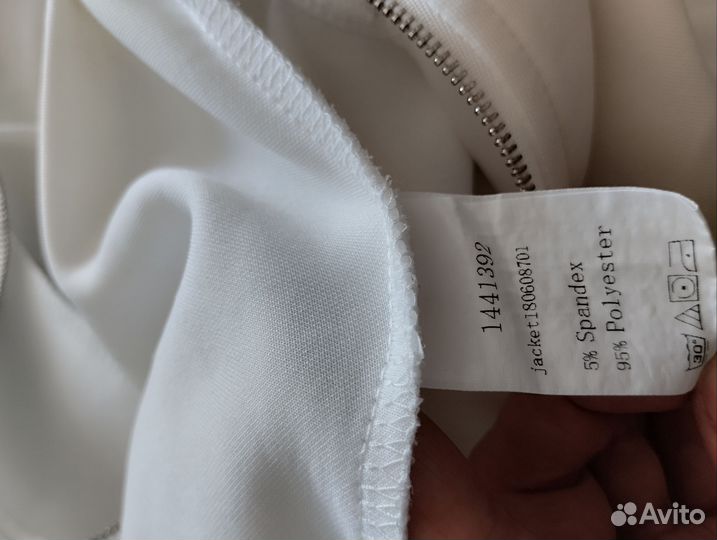 1441392
jacket180608701
5% Spandex
95% Polyester
30°
Avito